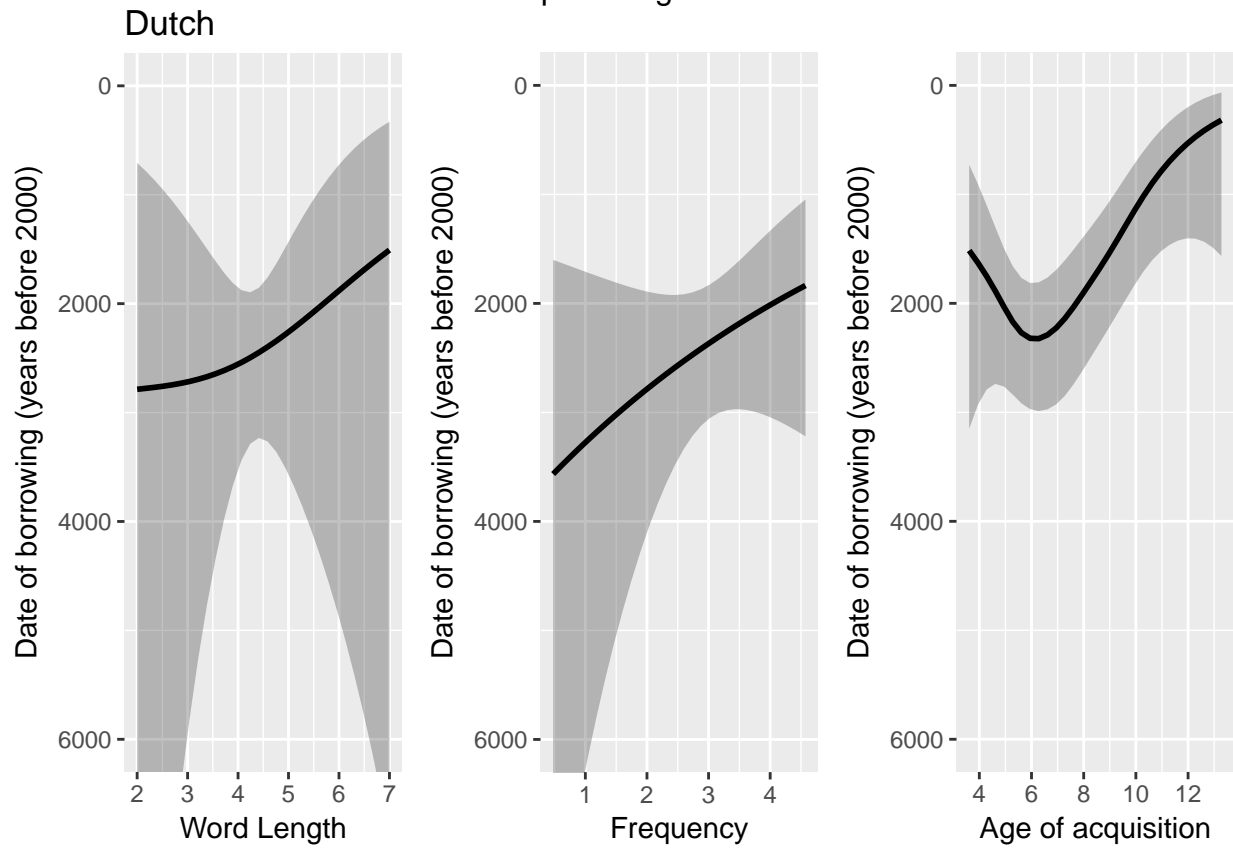 Dutch
Date of borrowing (years before 2000)
0
2000
4000
6000
2 3 4 5 6 7
Word Length
Date of borrowing (years before 2000)
0
2000
4000
6000
1 2 3 4
Frequency
Date of borrowing (years before 2000)
0
2000
4000
6000
4 6 8 10 12
Age of acquisition